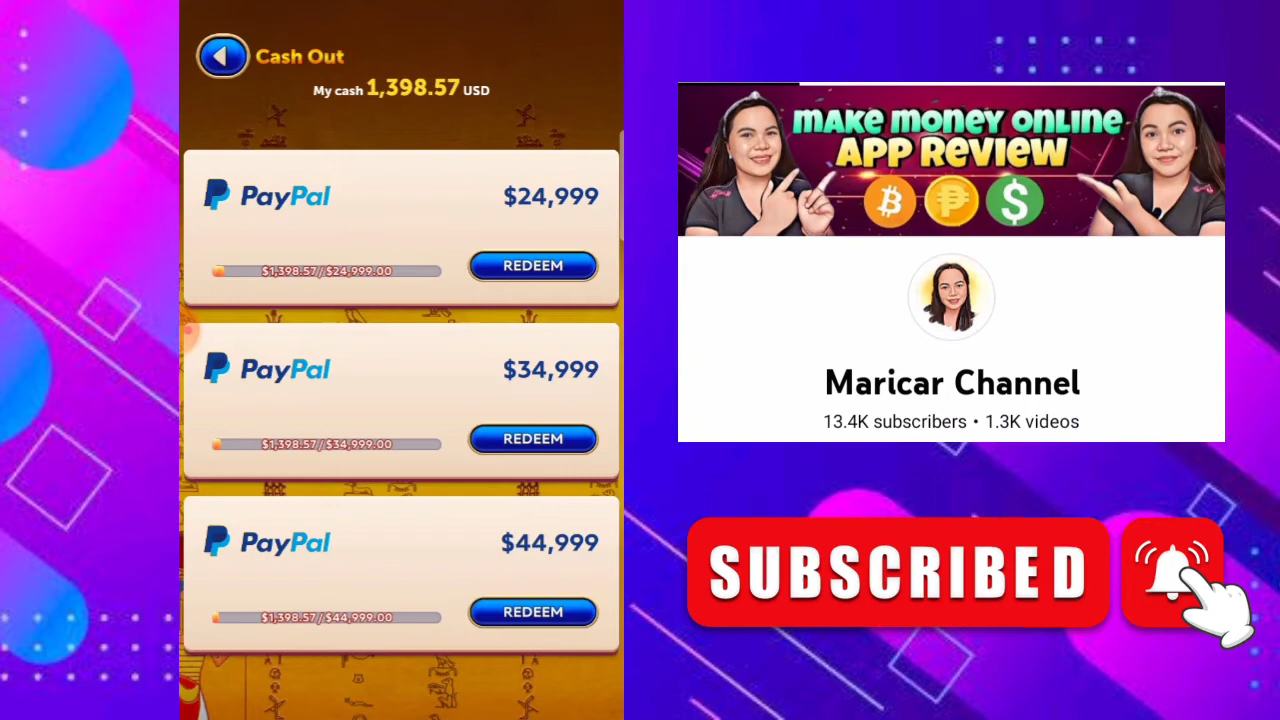 Cash Out
My cash 1,398.57 USD
PayPal $24,999
$1,398.57/$24,999.00 REDEEM
PayPal $34,999
$1,398.57/$34,999.00 REDEEM
PayPal $44,999
$1,398.57/$44,999.00 REDEEM
MAKE MONEY ONLINE
APP REVIEW
Maricar Channel
13.4K subscribers • 1.3K videos
SUBSCRIBED